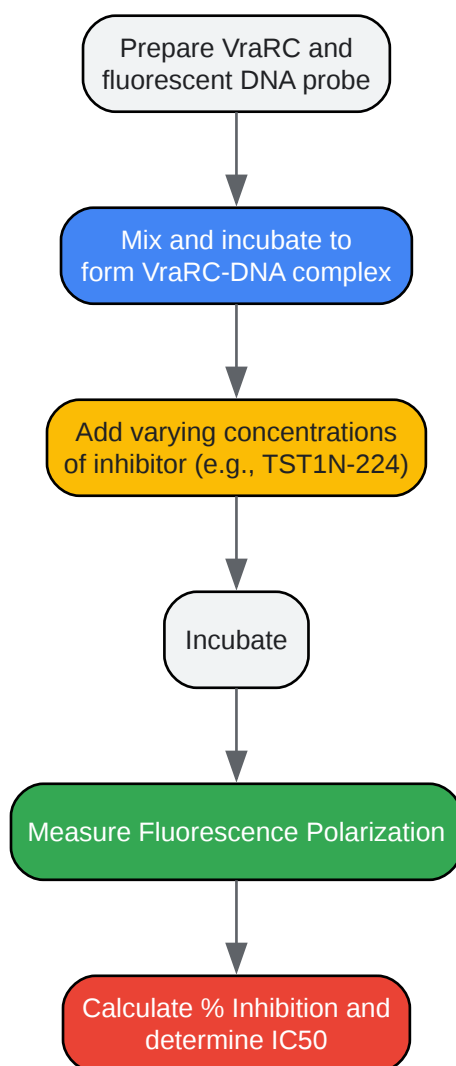 Prepare VraRC and
fluorescent DNA probe
Mix and incubate to
form VraRC-DNA complex
Add varying concentrations
of inhibitor (e.g., TST1N-224)
Incubate
Measure Fluorescence Polarization
Calculate % Inhibition and
determine IC50